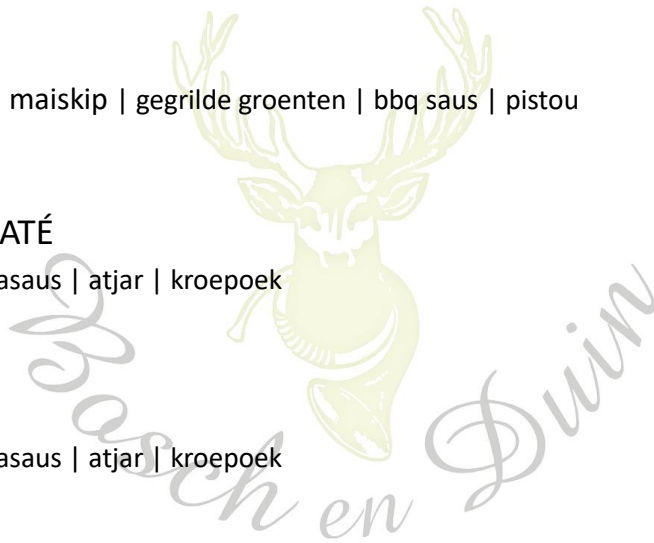 maiskip | gegrilde groenten | bbq saus | pistou
ATÉ
asaus | atjar | kroepoek
asaus | atjar | kroepoek
Bosch en Duin